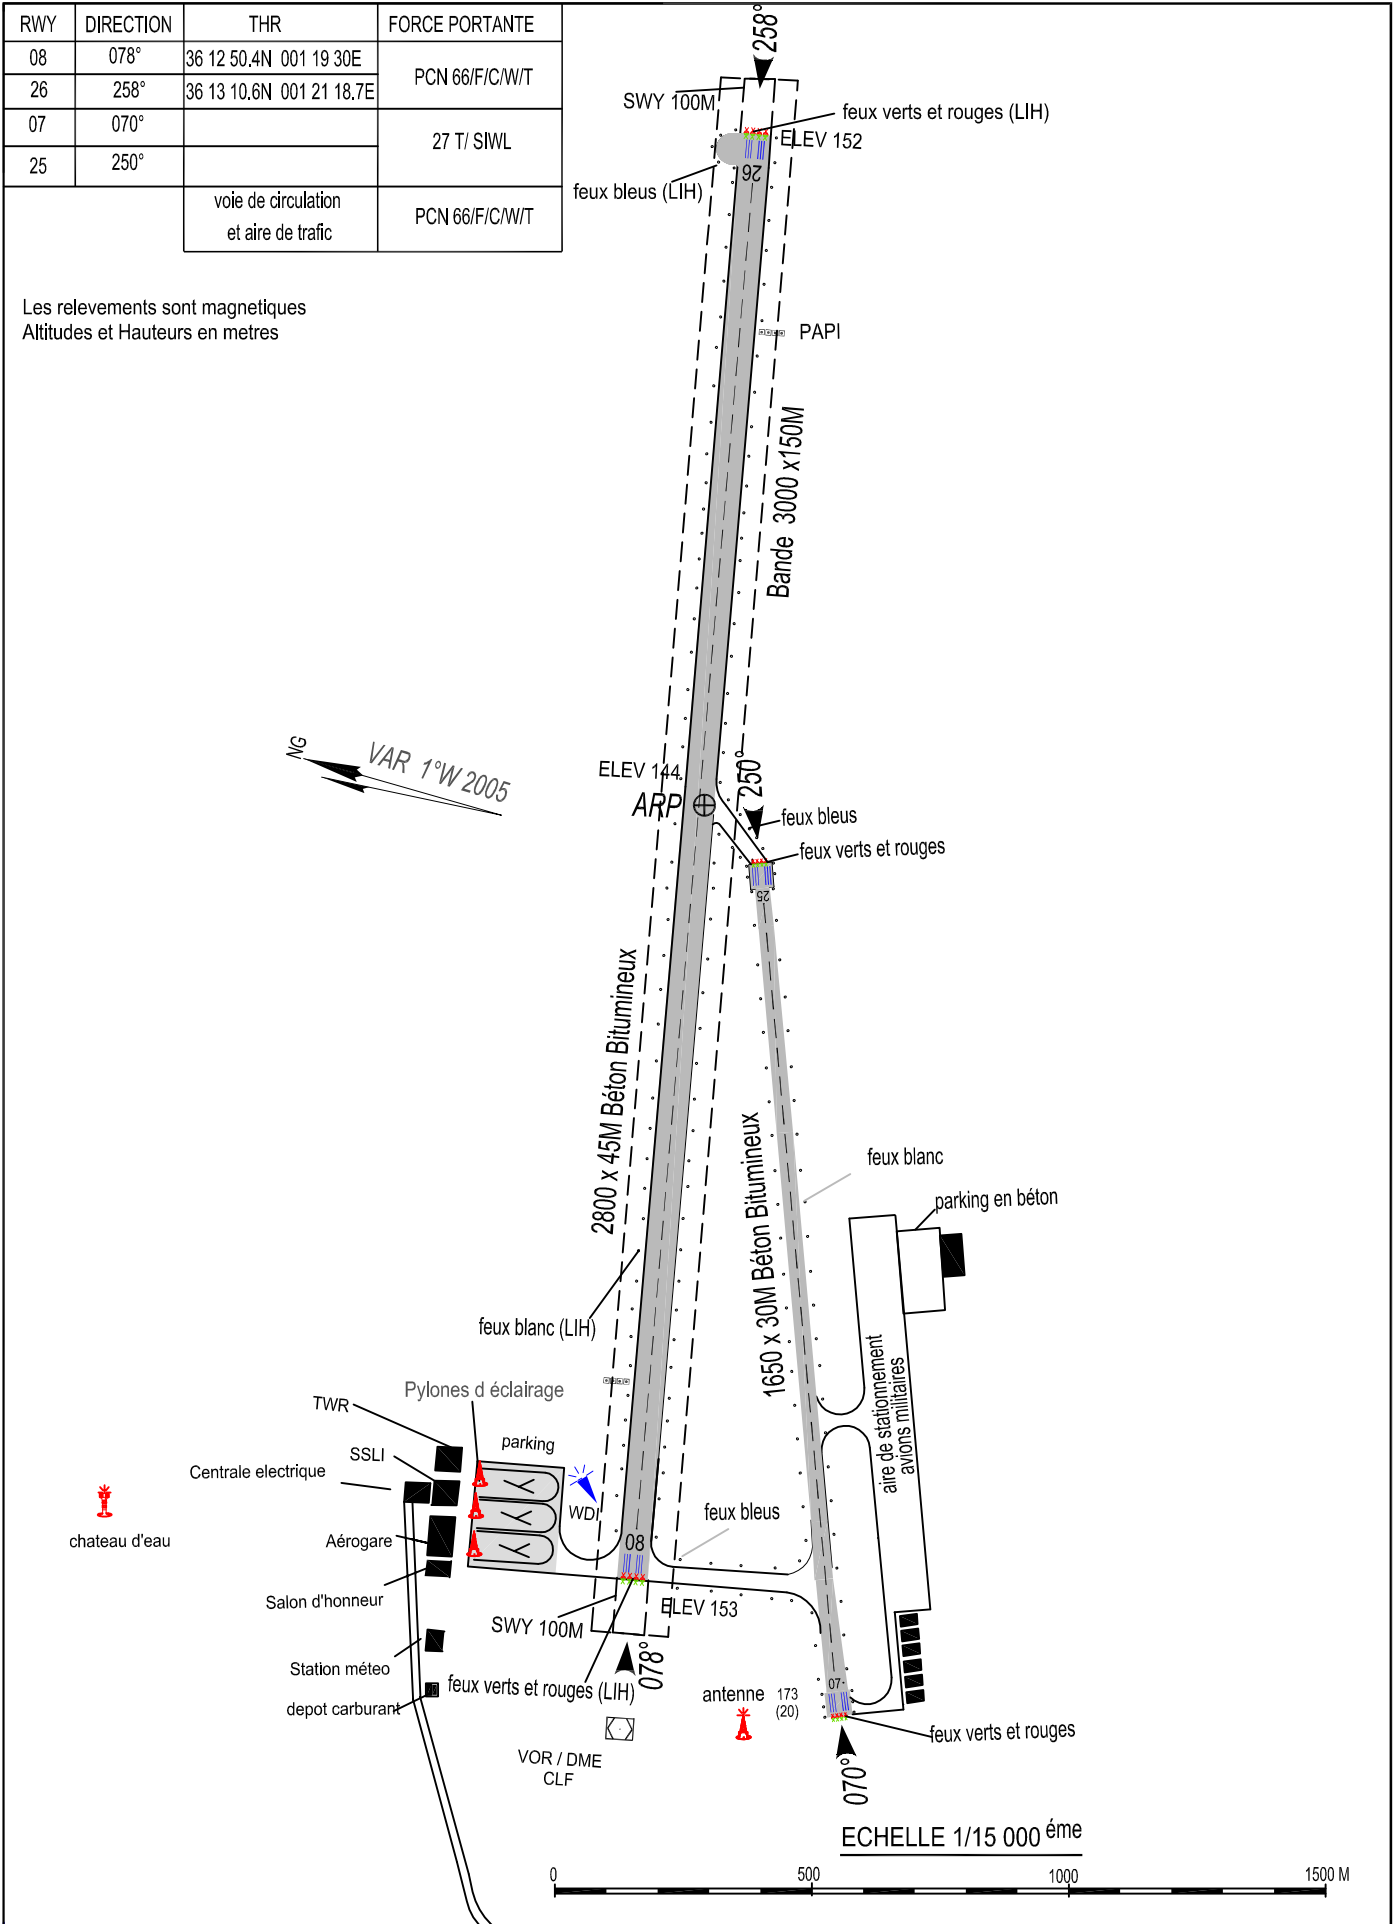 RWY DIRECTION THR FORCE PORTANTE
08 078° 36 12 50.4N 001 19 30E PCN 66/F/C/W/T
26 258° 36 13 10.6N 001 21 18.7E
07 070° 27 T/ SIWL
25 250°
voie de circulation
et aire de trafic
PCN 66/F/C/W/T
Les relevements sont magnetiques
Altitudes et Hauteurs en metres
258°
SWY 100M
feux verts et rouges (LIH)
ELEV 152
26
feux bleus (LIH)
PAPI
Bande 3000 x150M
NG
VAR 1°W 2005
ELEV 144
ARP
250°
feux bleus
feux verts et rouges
25
2800 x 45M Béton Bitumineux
1650 x 30M Béton Bitumineux
feux blanc
parking en béton
feux blanc (LIH)
aire de stationnement
avions militaires
Pylones d éclairage
TWR
parking
SSLI
Centrale electrique
WDI
feux bleus
chateau d'eau
Aérogare
08
Salon d'honneur
ELEV 153
SWY 100M
078°
Station méteo
feux verts et rouges (LIH)
depot carburant
antenne 173
(20)
07
feux verts et rouges
VOR / DME
CLF
070°
ECHELLE 1/15 000 éme
0 500 1000 1500 M